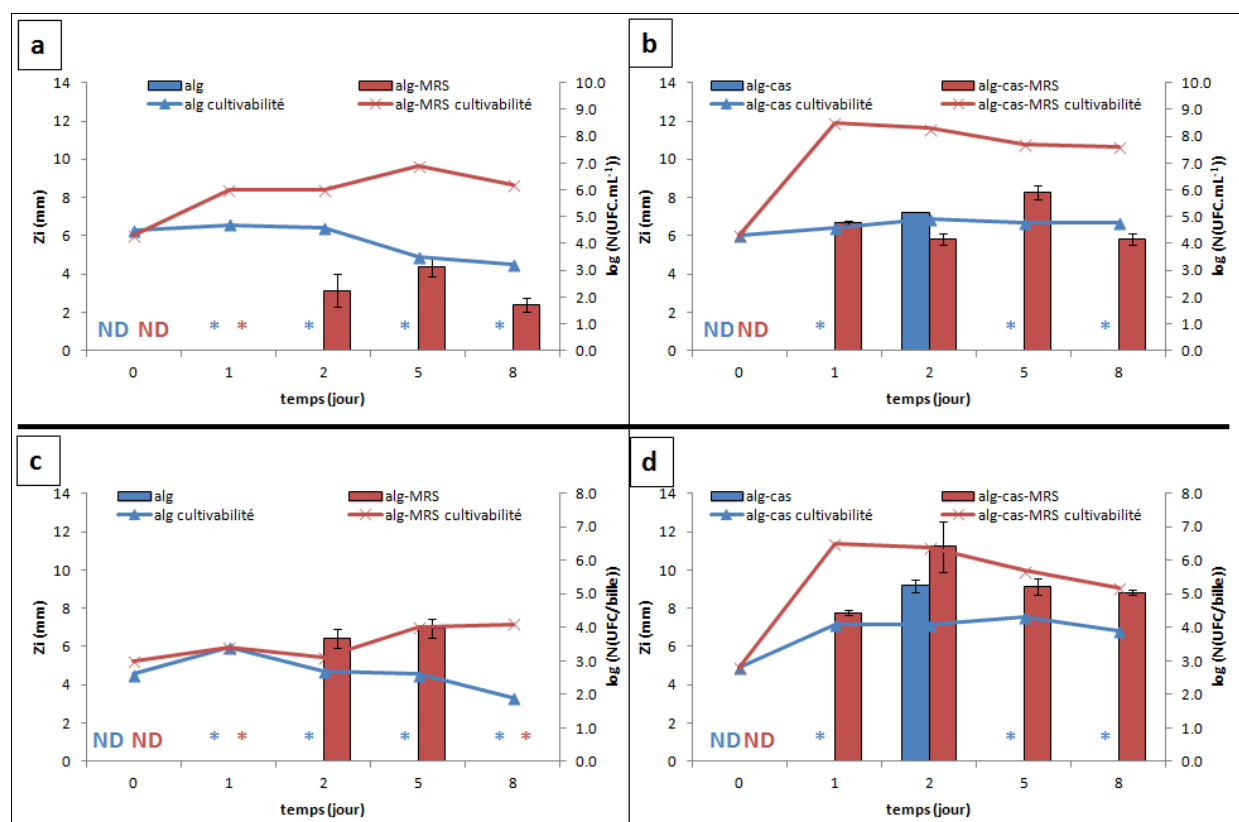 a
alg
alg-MRS
alg cultivabilité
alg-MRS cultivabilité
14
12
10
8
6
4
2
0
Zi (mm)
10.0
9.0
8.0
7.0
6.0
5.0
4.0
3.0
2.0
1.0
0.0
log (N(UFC.mL⁻¹))
ND ND * * * * *
0 1 2 5 8
temps (jour)
b
alg-cas
alg-cas-MRS
alg-cas cultivabilité
alg-cas-MRS cultivabilité
14
12
10
8
6
4
2
0
Zi (mm)
10.0
9.0
8.0
7.0
6.0
5.0
4.0
3.0
2.0
1.0
0.0
log (N(UFC.mL⁻¹))
ND ND * * *
0 1 2 5 8
temps (jour)
c
alg
alg-MRS
alg cultivabilité
alg-MRS cultivabilité
14
12
10
8
6
4
2
0
Zi (mm)
8.0
7.0
6.0
5.0
4.0
3.0
2.0
1.0
0.0
log (N(UFC/bille))
ND ND * * * * * *
0 1 2 5 8
temps (jour)
d
alg-cas
alg-cas-MRS
alg-cas cultivabilité
alg-cas-MRS cultivabilité
14
12
10
8
6
4
2
0
Zi (mm)
8.0
7.0
6.0
5.0
4.0
3.0
2.0
1.0
0.0
log (N(UFC/bille))
ND ND * * *
0 1 2 5 8
temps (jour)